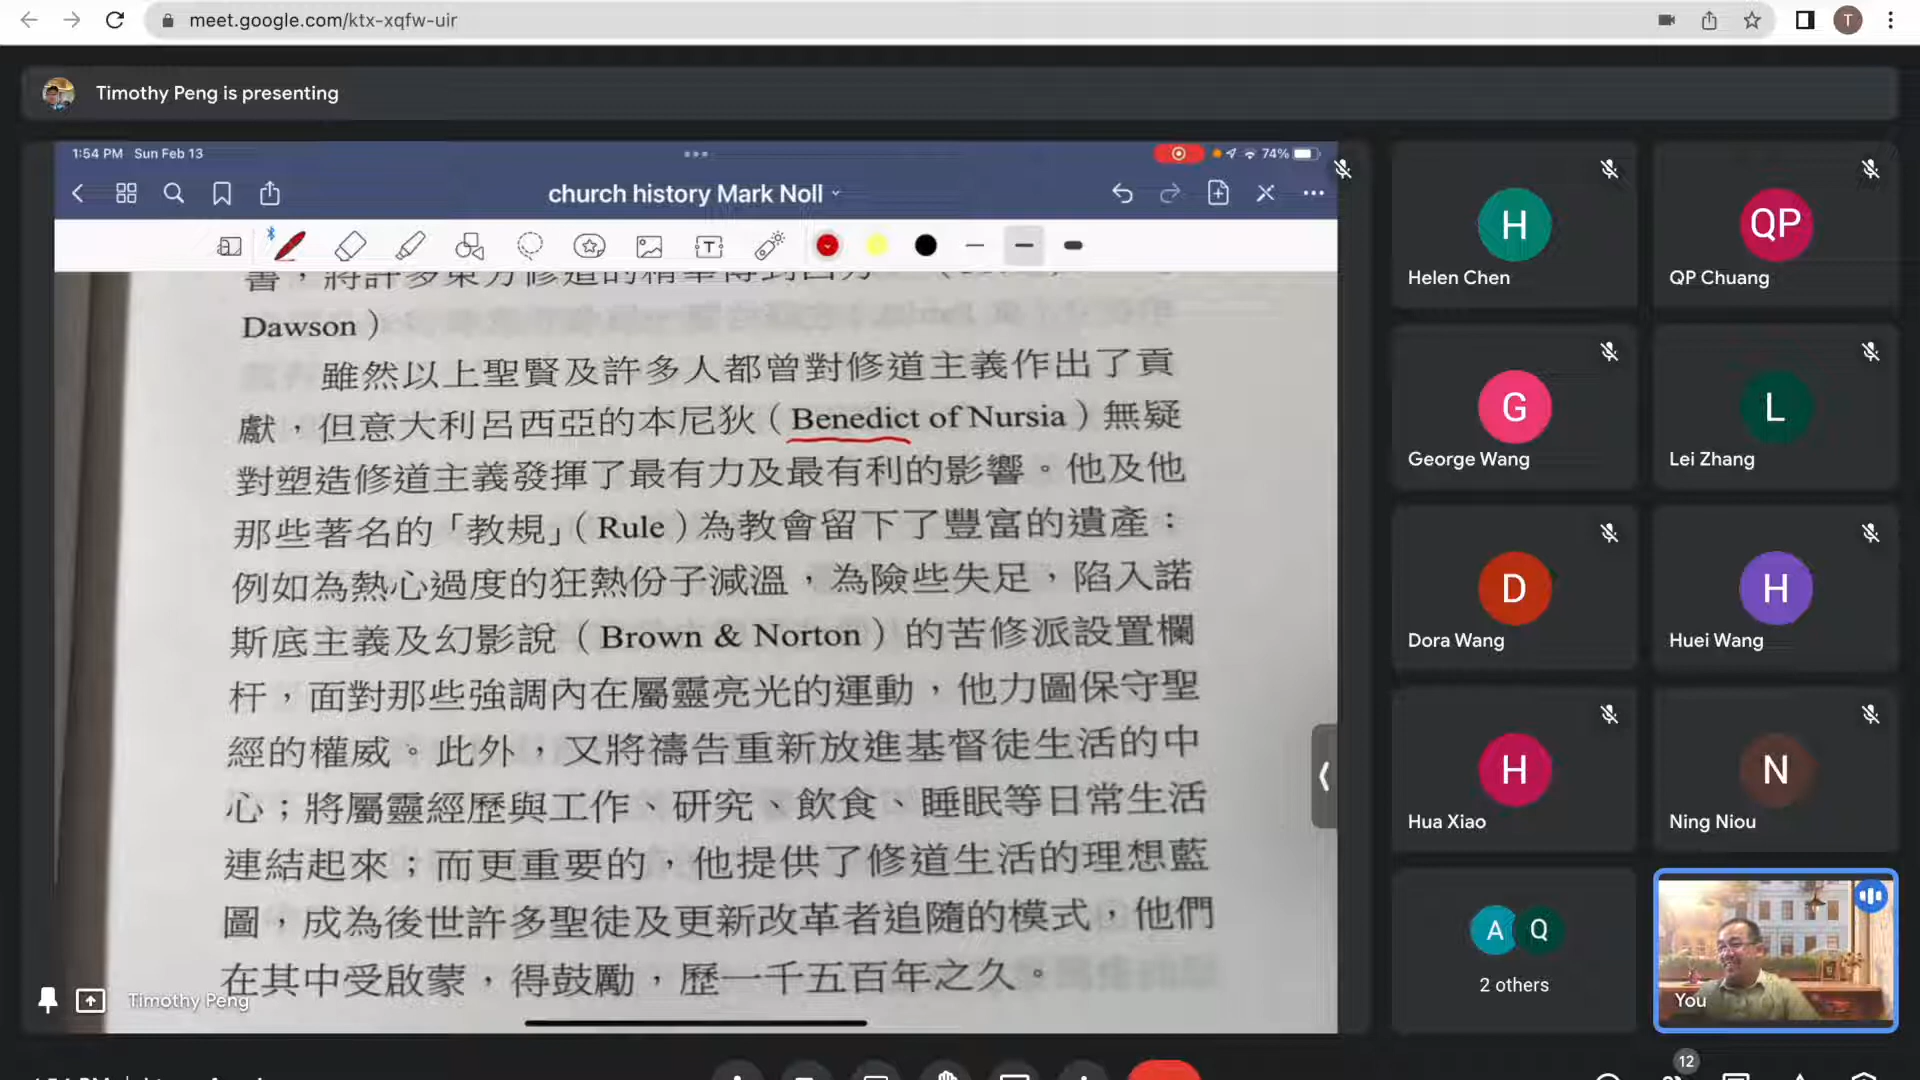 meet.google.com/ktx-xqfw-uir
T
Timothy Peng is presenting
1:54 PM Sun Feb 13
74%
church history Mark Noll
書，將許多東方修道的精華傳到西方
Dawson）
雖然以上聖賢及許多人都曾對修道主義作出了貢
獻，但意大利呂西亞的本尼狄（Benedict of Nursia）無疑
對塑造修道主義發揮了最有力及最有利的影響。他及他
那些著名的「教規」（Rule）為教會留下了豐富的遺產：
例如為熱心過度的狂熱份子減溫，為險些失足，陷入諾
斯底主義及幻影說（Brown & Norton）的苦修派設置欄
杆，面對那些強調內在屬靈亮光的運動，他力圖保守聖
經的權威。此外，又將禱告重新放進基督徒生活的中
心；將屬靈經歷與工作、研究、飲食、睡眠等日常生活
連結起來；而更重要的，他提供了修道生活的理想藍
圖，成為後世許多聖徒及更新改革者追隨的模式，他們
在其中受啟蒙，得鼓勵，歷一千五百年之久。
Timothy Peng
H
Helen Chen
QP
QP Chuang
G
George Wang
L
Lei Zhang
D
Dora Wang
H
Huei Wang
H
Hua Xiao
N
Ning Niou
A Q
2 others
You
12